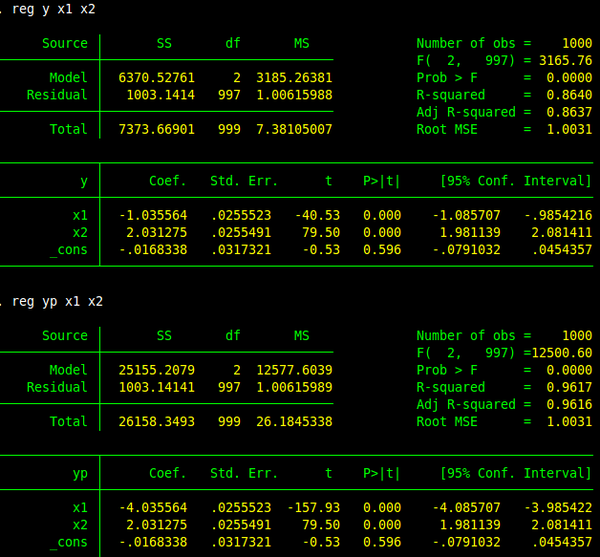 . reg y x1 x2
Source | SS df MS Number of obs = 1000
F( 2, 997) = 3165.76
Model | 6370.52761 2 3185.26381 Prob > F = 0.0000
Residual | 1003.1414 997 1.00615988 R-squared = 0.8640
Adj R-squared = 0.8637
Total | 7373.66901 999 7.38105007 Root MSE = 1.0031
y | Coef. Std. Err. t P>|t| [95% Conf. Interval]
x1 | -1.035564 .0255523 -40.53 0.000 -1.085707 -.9854216
x2 | 2.031275 .0255491 79.50 0.000 1.981139 2.081411
_cons | -.0168338 .0317321 -0.53 0.596 -.0791032 .0454357
. reg yp x1 x2
Source | SS df MS Number of obs = 1000
F( 2, 997) =12500.60
Model | 25155.2079 2 12577.6039 Prob > F = 0.0000
Residual | 1003.14141 997 1.00615989 R-squared = 0.9617
Adj R-squared = 0.9616
Total | 26158.3493 999 26.1845338 Root MSE = 1.0031
yp | Coef. Std. Err. t P>|t| [95% Conf. Interval]
x1 | -4.035564 .0255523 -157.93 0.000 -4.085707 -3.985422
x2 | 2.031275 .0255491 79.50 0.000 1.981139 2.081411
_cons | -.0168338 .0317321 -0.53 0.596 -.0791032 .0454357